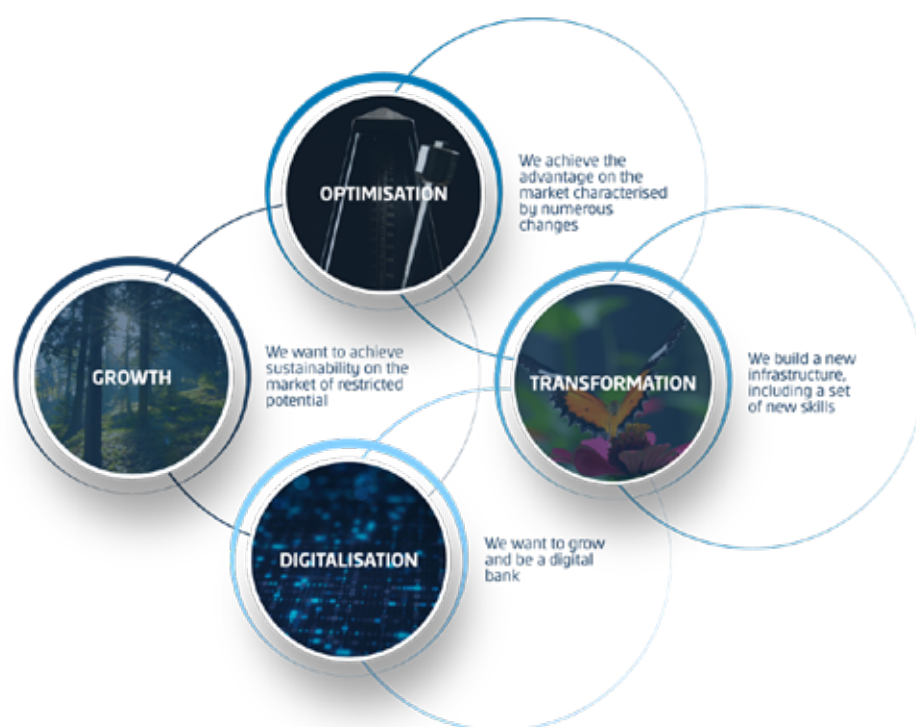 OPTIMISATION
We achieve the
advantage on the
market characterised
by numerous
changes
GROWTH
We want to achieve
sustainability on the
market of restricted
potential
TRANSFORMATION
We build a new
infrastructure,
including a set
of new skills
DIGITALISATION
We want to grow
and be a digital
bank